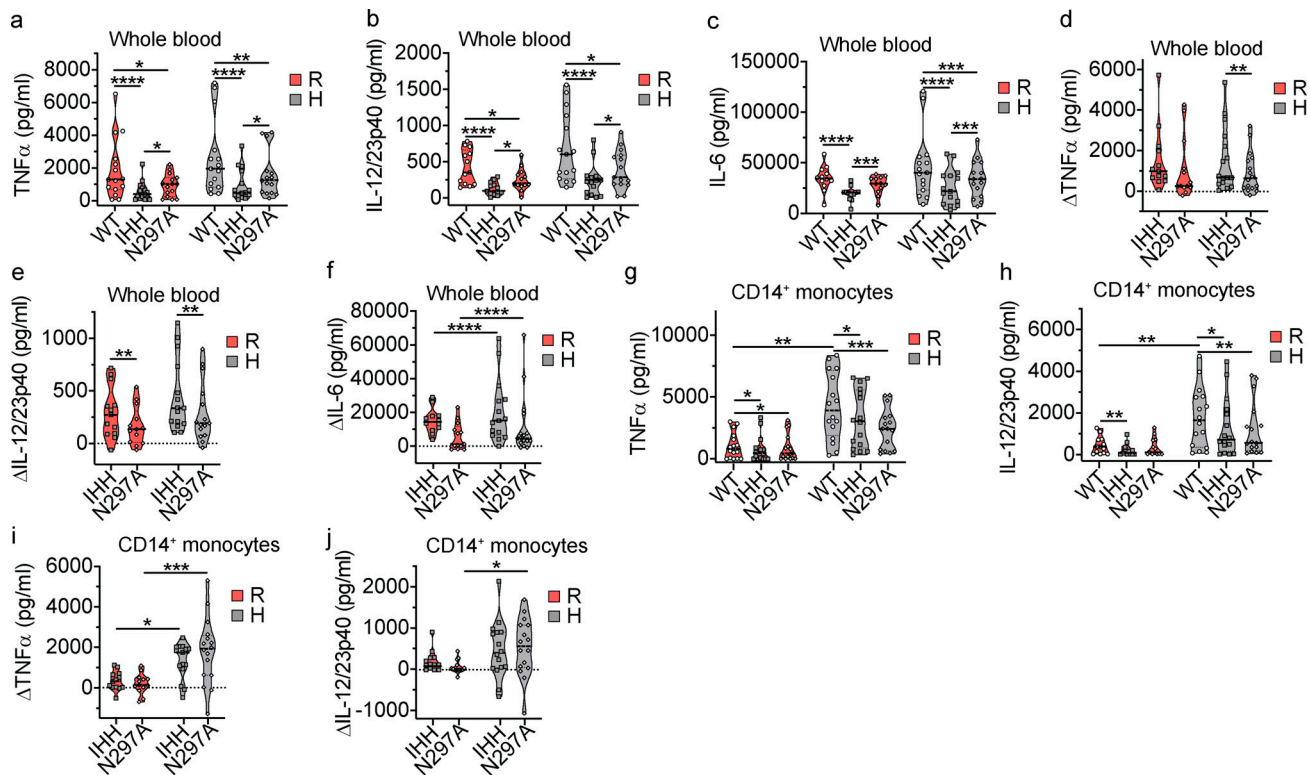 a
Whole blood
TNFα (pg/ml)
8000
6000
4000
2000
0
*
****
*
**
****
*
WT
IHH
N297A
WT
IHH
N297A
R
H
b
Whole blood
IL-12/23p40 (pg/ml)
2000
1500
1000
500
0
*
****
*
*
****
*
WT
IHH
N297A
WT
IHH
N297A
R
H
c
Whole blood
IL-6 (pg/ml)
150000
100000
50000
0
****
***
***
****
***
WT
IHH
N297A
WT
IHH
N297A
R
H
d
Whole blood
ΔTNFα (pg/ml)
6000
4000
2000
0
**
IHH
N297A
IHH
N297A
R
H
e
Whole blood
ΔIL-12/23p40 (pg/ml)
1000
500
0
**
**
IHH
N297A
IHH
N297A
R
H
f
Whole blood
ΔIL-6 (pg/ml)
80000
60000
40000
20000
0
****
****
IHH
N297A
IHH
N297A
R
H
g
CD14⁺ monocytes
TNFα (pg/ml)
10000
5000
0
**
*
*
*
***
WT
IHH
N297A
WT
IHH
N297A
R
H
h
CD14⁺ monocytes
IL-12/23p40 (pg/ml)
6000
4000
2000
0
**
**
*
**
WT
IHH
N297A
WT
IHH
N297A
R
H
i
CD14⁺ monocytes
ΔTNFα (pg/ml)
6000
4000
2000
0
***
*
IHH
N297A
IHH
N297A
R
H
j
CD14⁺ monocytes
ΔIL-12/23p40 (pg/ml)
2000
1000
0
-1000
*
IHH
N297A
IHH
N297A
R
H